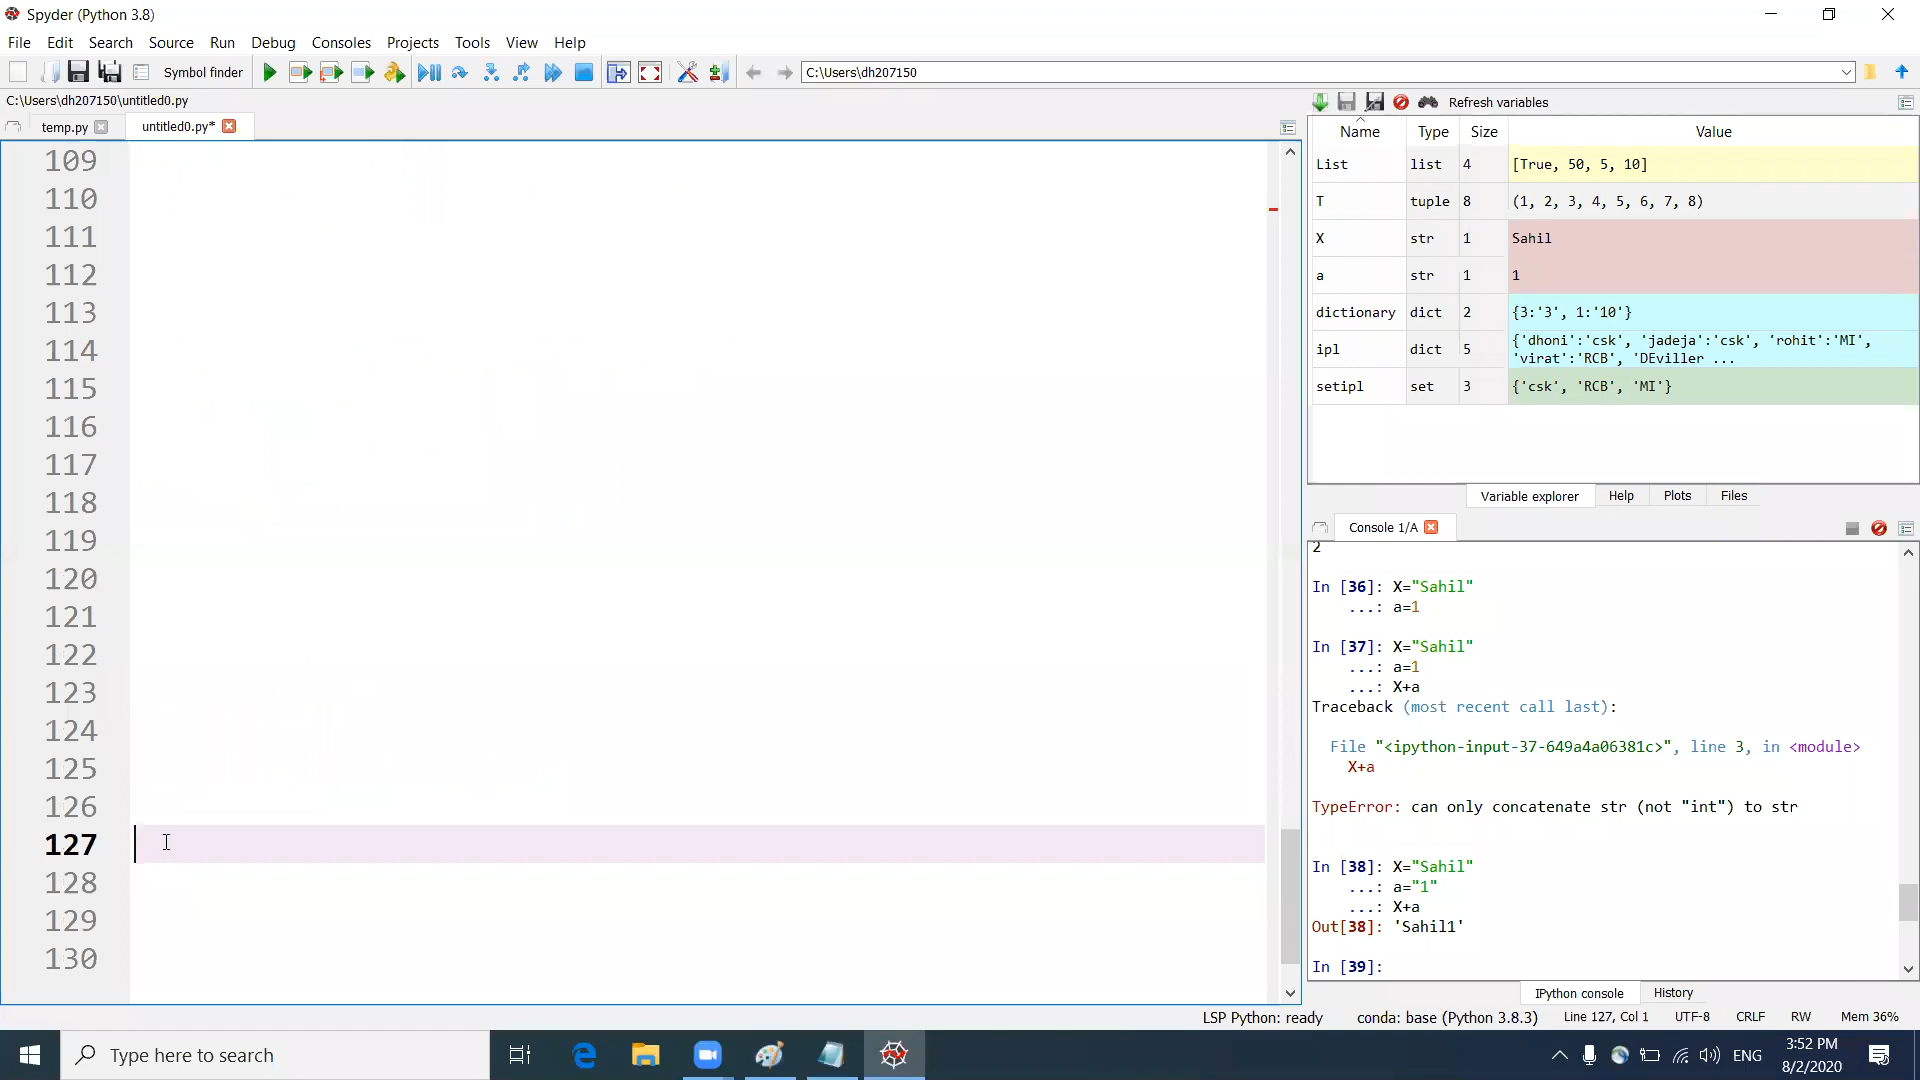 Spyder (Python 3.8)
File Edit Search Source Run Debug Consoles Projects Tools View Help
Symbol finder
C:\Users\dh207150
C:\Users\dh207150\untitled0.py
temp.py
untitled0.py*
109
110
111
112
113
114
115
116
117
118
119
120
121
122
123
124
125
126
127
128
129
130
Refresh variables
Name Type Size Value
List list 4 [True, 50, 5, 10]
T tuple 8 (1, 2, 3, 4, 5, 6, 7, 8)
X str 1 Sahil
a str 1 1
dictionary dict 2 {3:'3', 1:'10'}
ipl dict 5 {'dhoni':'csk', 'jadeja':'csk', 'rohit':'MI',
'virat':'RCB', 'DEviller ...
setipl set 3 {'csk', 'RCB', 'MI'}
Variable explorer Help Plots Files
Console 1/A
2
In [36]: X="Sahil"
...: a=1
In [37]: X="Sahil"
...: a=1
...: X+a
Traceback (most recent call last):
File "<ipython-input-37-649a4a06381c>", line 3, in <module>
X+a
TypeError: can only concatenate str (not "int") to str
In [38]: X="Sahil"
...: a="1"
...: X+a
Out[38]: 'Sahil1'
In [39]:
IPython console History
LSP Python: ready conda: base (Python 3.8.3) Line 127, Col 1 UTF-8 CRLF RW Mem 36%
Type here to search
ENG
3:52 PM
8/2/2020